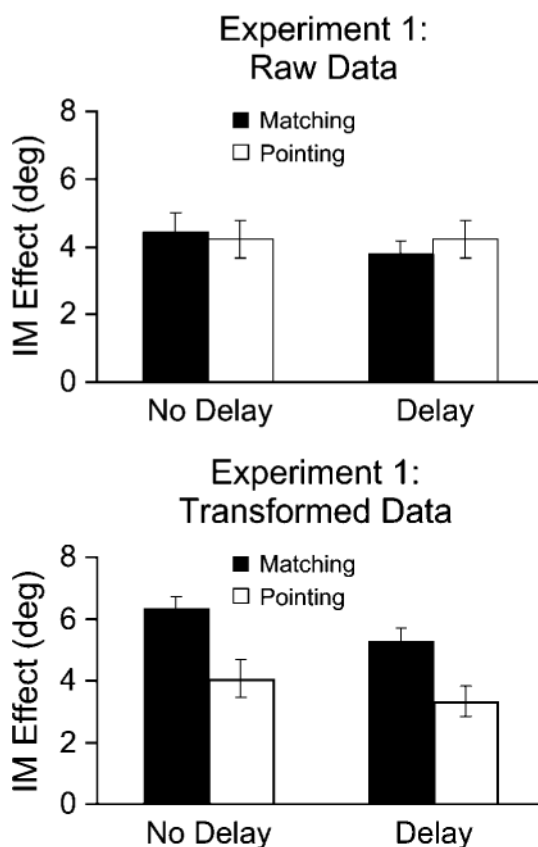 Experiment 1:
Raw Data
8
Matching
Pointing
6
4
2
0
IM Effect (deg)
No Delay Delay
Experiment 1:
Transformed Data
8
Matching
Pointing
6
4
2
0
IM Effect (deg)
No Delay Delay